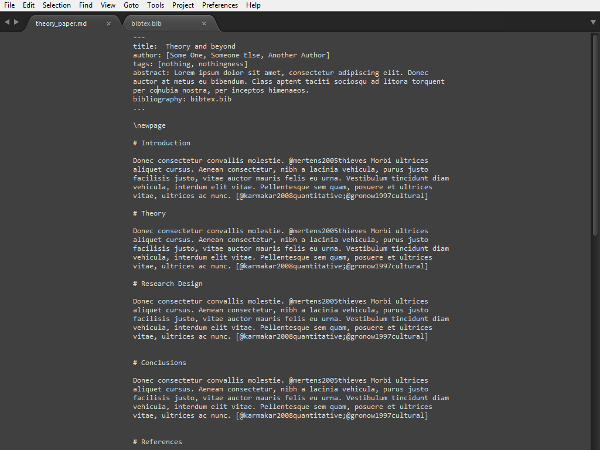 File Edit Selection Find View Goto Tools Project Preferences Help
theory_paper.md × bibtex.bib ×
---
title: Theory and beyond
author: [Some One, Someone Else, Another Author]
tags: [nothing, nothingness]
abstract: Lorem ipsum dolor sit amet, consectetur adipiscing elit. Donec
auctor at metus eu bibendum. Class aptent taciti sociosqu ad litora torquent
per conubia nostra, per inceptos himenaeos.
bibliography: bibtex.bib
---
\newpage
# Introduction
Donec consectetur convallis molestie. @mertens2005thieves Morbi ultrices
aliquet cursus. Aenean consectetur, nibh a lacinia vehicula, purus justo
facilisis justo, vitae auctor mauris felis eu urna. Vestibulum tincidunt diam
vehicula, interdum elit vitae. Pellentesque sem quam, posuere et ultrices
vitae, ultrices ac nunc. [@karmakar2008quantitative;@gronow1997cultural]
# Theory
Donec consectetur convallis molestie. @mertens2005thieves Morbi ultrices
aliquet cursus. Aenean consectetur, nibh a lacinia vehicula, purus justo
facilisis justo, vitae auctor mauris felis eu urna. Vestibulum tincidunt diam
vehicula, interdum elit vitae. Pellentesque sem quam, posuere et ultrices
vitae, ultrices ac nunc. [@karmakar2008quantitative;@gronow1997cultural]
# Research Design
Donec consectetur convallis molestie. @mertens2005thieves Morbi ultrices
aliquet cursus. Aenean consectetur, nibh a lacinia vehicula, purus justo
facilisis justo, vitae auctor mauris felis eu urna. Vestibulum tincidunt diam
vehicula, interdum elit vitae. Pellentesque sem quam, posuere et ultrices
vitae, ultrices ac nunc. [@karmakar2008quantitative;@gronow1997cultural]
# Conclusions
Donec consectetur convallis molestie. @mertens2005thieves Morbi ultrices
aliquet cursus. Aenean consectetur, nibh a lacinia vehicula, purus justo
facilisis justo, vitae auctor mauris felis eu urna. Vestibulum tincidunt diam
vehicula, interdum elit vitae. Pellentesque sem quam, posuere et ultrices
vitae, ultrices ac nunc. [@karmakar2008quantitative;@gronow1997cultural]
# References